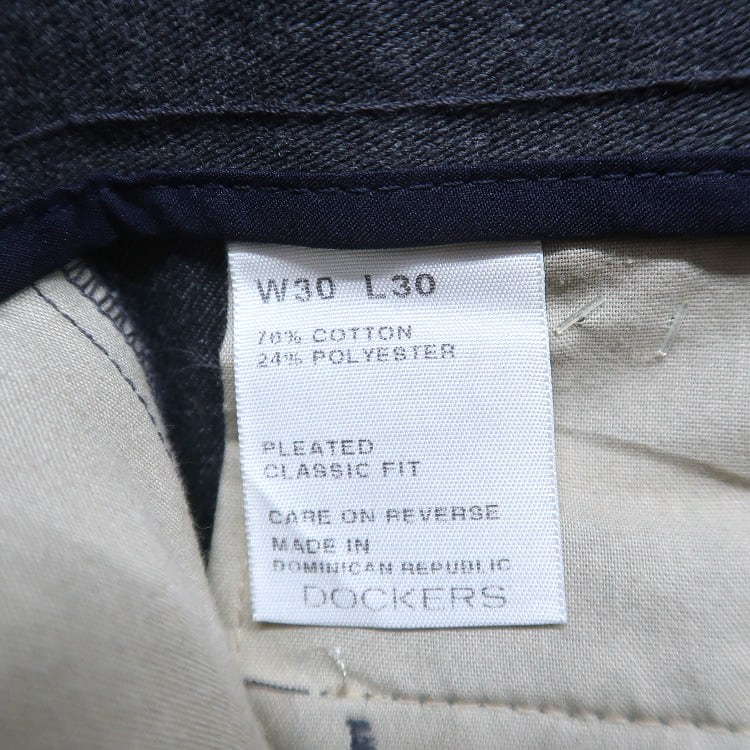 W30 L30
76% COTTON
24% POLYESTER
PLEATED
CLASSIC FIT
CARE ON REVERSE
MADE IN
DOMINICAN REPUBLIC
DOCKERS